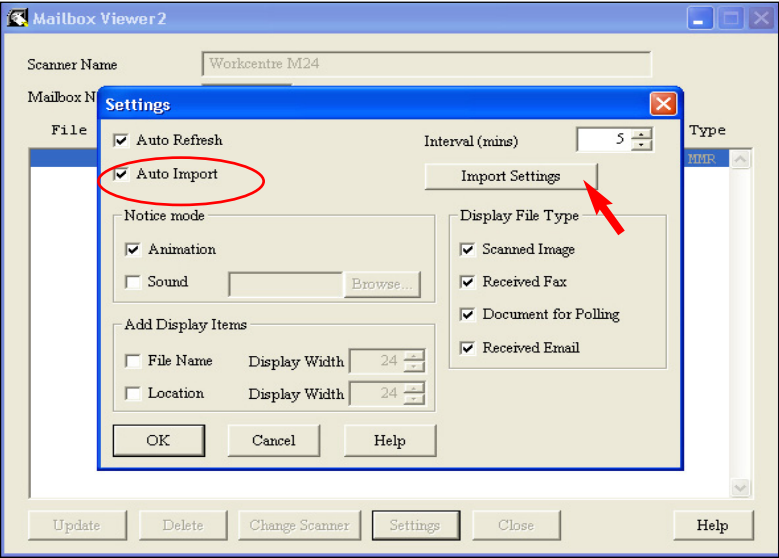 Mailbox Viewer2
Scanner Name Workcentre M24
Mailbox N
File Type
MMR
Settings
Auto Refresh Interval (mins) 5
Auto Import Import Settings
Notice mode Display File Type
Animation Scanned Image
Sound Browse... Received Fax
Document for Polling
Add Display Items
File Name Display Width 24 Received Email
Location Display Width 24
OK Cancel Help
Update Delete Change Scanner Settings Close Help